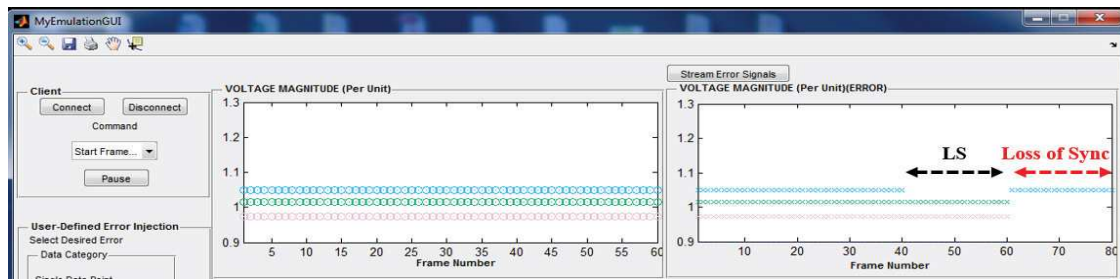 MyEmulationGUI
Stream Error Signals
Client
Connect
Disconnect
Command
Start Frame...
Pause
User-Defined Error Injection
Select Desired Error
Data Category
VOLTAGE MAGNITUDE (Per Unit)
1.3
1.2
1.1
1
0.9
5 10 15 20 25 30 35 40 45 50 55 60
Frame Number
VOLTAGE MAGNITUDE (Per Unit)(ERROR)
1.3
1.2
1.1
1
0.9
LS
Loss of Sync
10 20 30 40 50 60 70 80
Frame Number